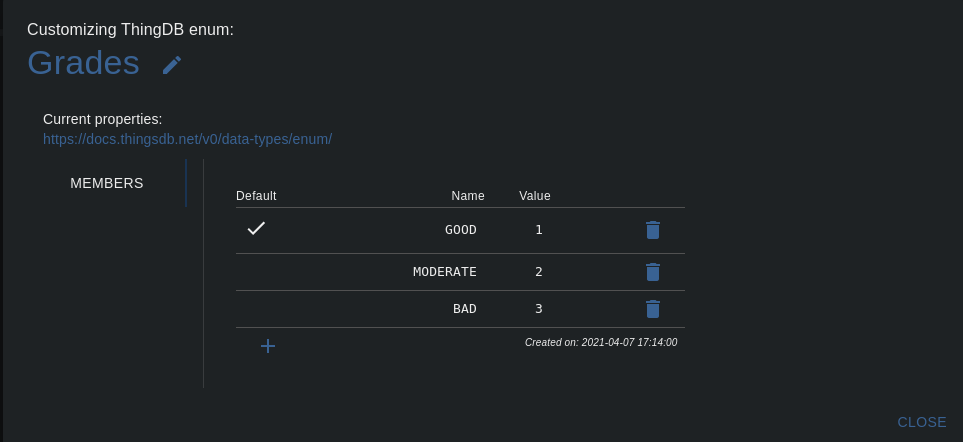 Customizing ThingDB enum:
Grades
Current properties:
https://docs.thingsdb.net/v0/data-types/enum/
MEMBERS
Default Name Value
GOOD 1
MODERATE 2
BAD 3
Created on: 2021-04-07 17:14:00
CLOSE